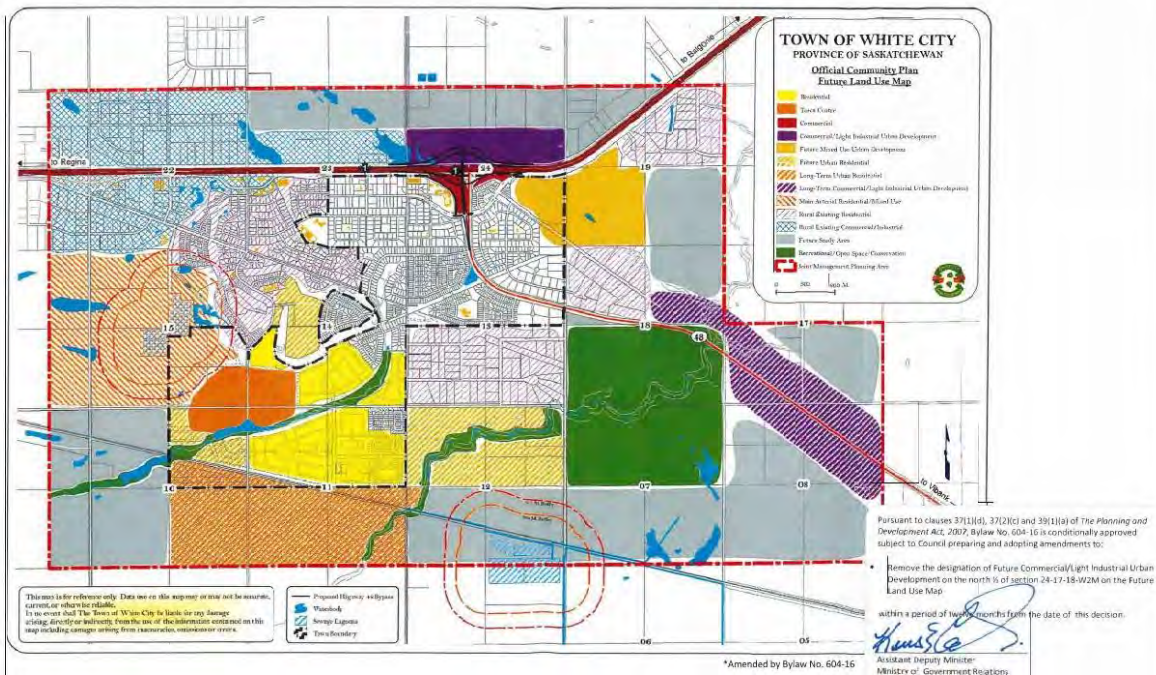 TOWN OF WHITE CITY
PROVINCE OF SASKATCHEWAN
Official Community Plan
Future Land Use Map
Residential
Town Centre
Commercial
Commercial/Light Industrial Urban Development
Future Mixed Use Urban Development
Future Urban Residential
Long-Term Urban Residential
Long-Term Commercial/Light Industrial Urban Development
Main Arterial Residential/Mixed Use
Rural Existing Residential
Rural Existing Commercial/Industrial
Future Study Area
Recreational/Open Space/Conservation
Joint Management Planning Area
0 500 M
to Balgonie
to Regina
22
23
24
19
15
14
13
18
17
48
10
11
12
07
08
to Vibank
06
05
This map is for reference only. Data use on this map may or may not be accurate,
current, or otherwise reliable.
In no event shall The Town of White City be liable for any damage
arising, directly or indirectly, from the use of the information contained on this
map including damages arising from inaccuracies, omissions or errors.
Proposed Highway #1 Bypass
Waterbody
Sewage Lagoons
Town Boundary
Pursuant to clauses 37(1)(d), 37(2)(c) and 39(1)(a) of The Planning and
Development Act, 2007, Bylaw No. 604-16 is conditionally approved
subject to Council preparing and adopting amendments to:
• Remove the designation of Future Commercial/Light Industrial Urban
Development on the north ½ of section 24-17-18-W2M on the Future
Land Use Map
within a period of twelve months from the date of this decision.
Assistant Deputy Minister
Ministry of Government Relations
*Amended by Bylaw No. 604-16